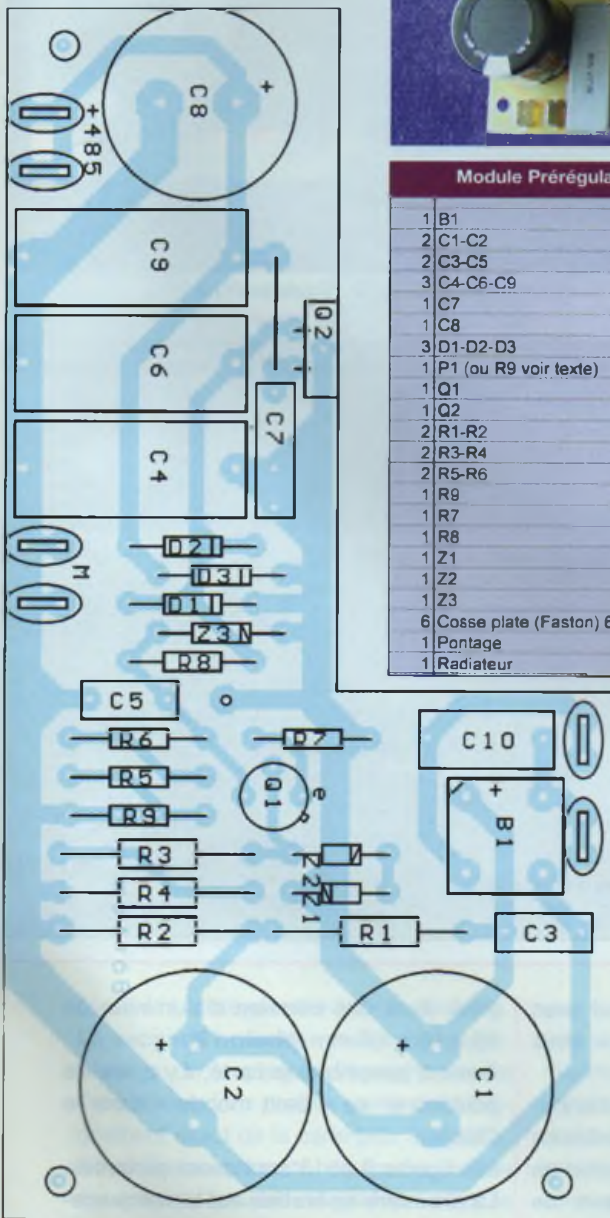 C8
+
+485
C9
Q2
C6
C7
C4
M
D2
D3
D1
Z3
R8
C5
R6
R7
R5
R9
Q1
e
R3
R4
Z2
Z1
R2
R1
C10
+
B1
C3
+
C2
+
C1
Module Prérégula
1 B1
2 C1-C2
2 C3-C5
3 C4-C6-C9
1 C7
1 C8
3 D1-D2-D3
1 P1 (ou R9 voir texte)
1 Q1
1 Q2
2 R1-R2
2 R3-R4
2 R5-R6
1 R9
1 R7
1 R8
1 Z1
1 Z2
1 Z3
6 Cosse plate (Faston) 6
1 Pontage
1 Radiateur